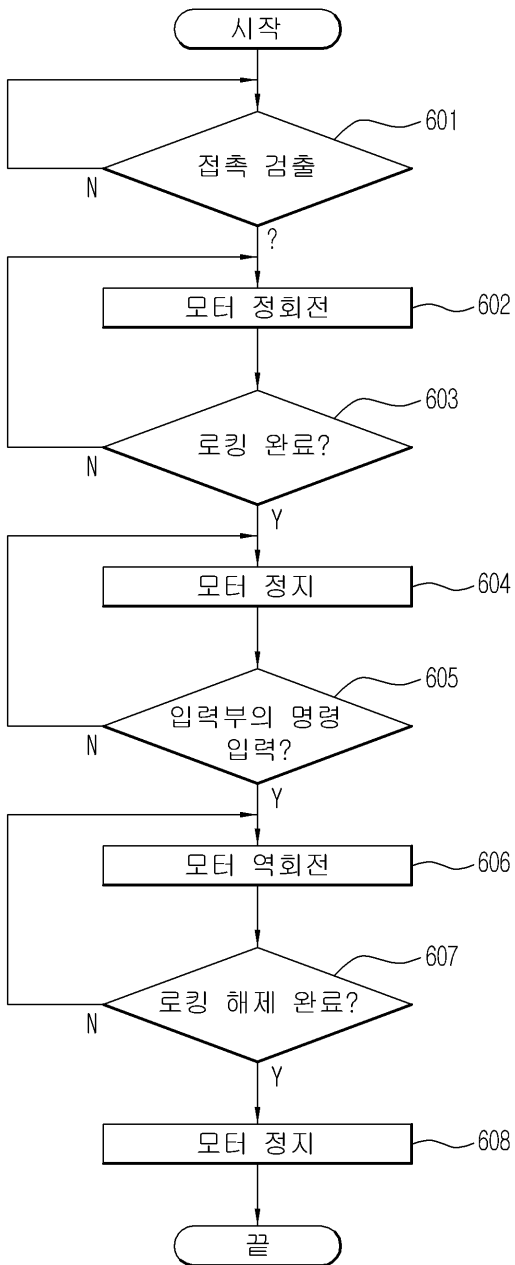 시작
601
접촉 검출
N
?
모터 정회전
602
603
로킹 완료?
N
Y
모터 정지
604
605
입력부의 명령
입력?
N
Y
모터 역회전
606
607
로킹 해제 완료?
N
Y
모터 정지
608
끝